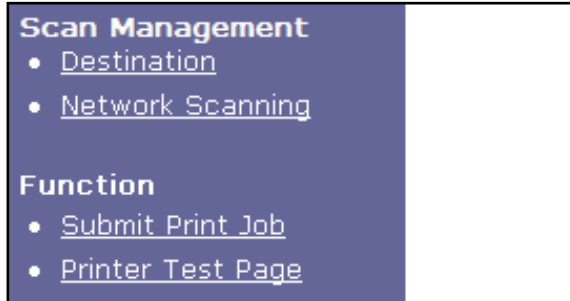 Scan Management
• Destination
• Network Scanning
Function
• Submit Print Job
• Printer Test Page